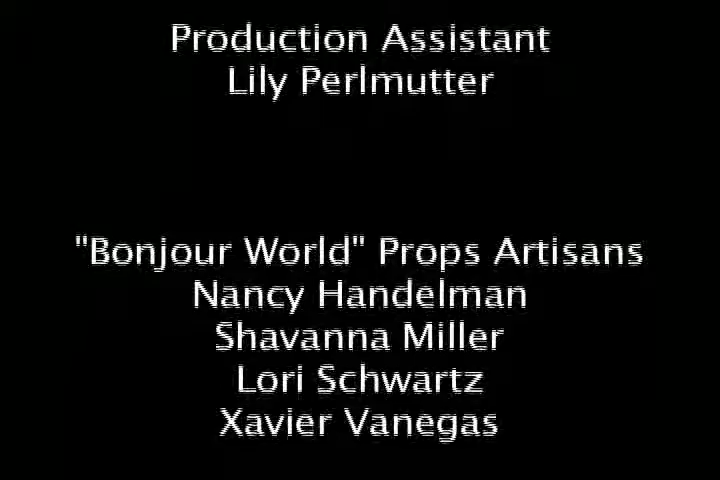 Production Assistant
Lily Perlmutter
"Bonjour World" Props Artisans
Nancy Handelman
Shavanna Miller
Lori Schwartz
Xavier Vanegas